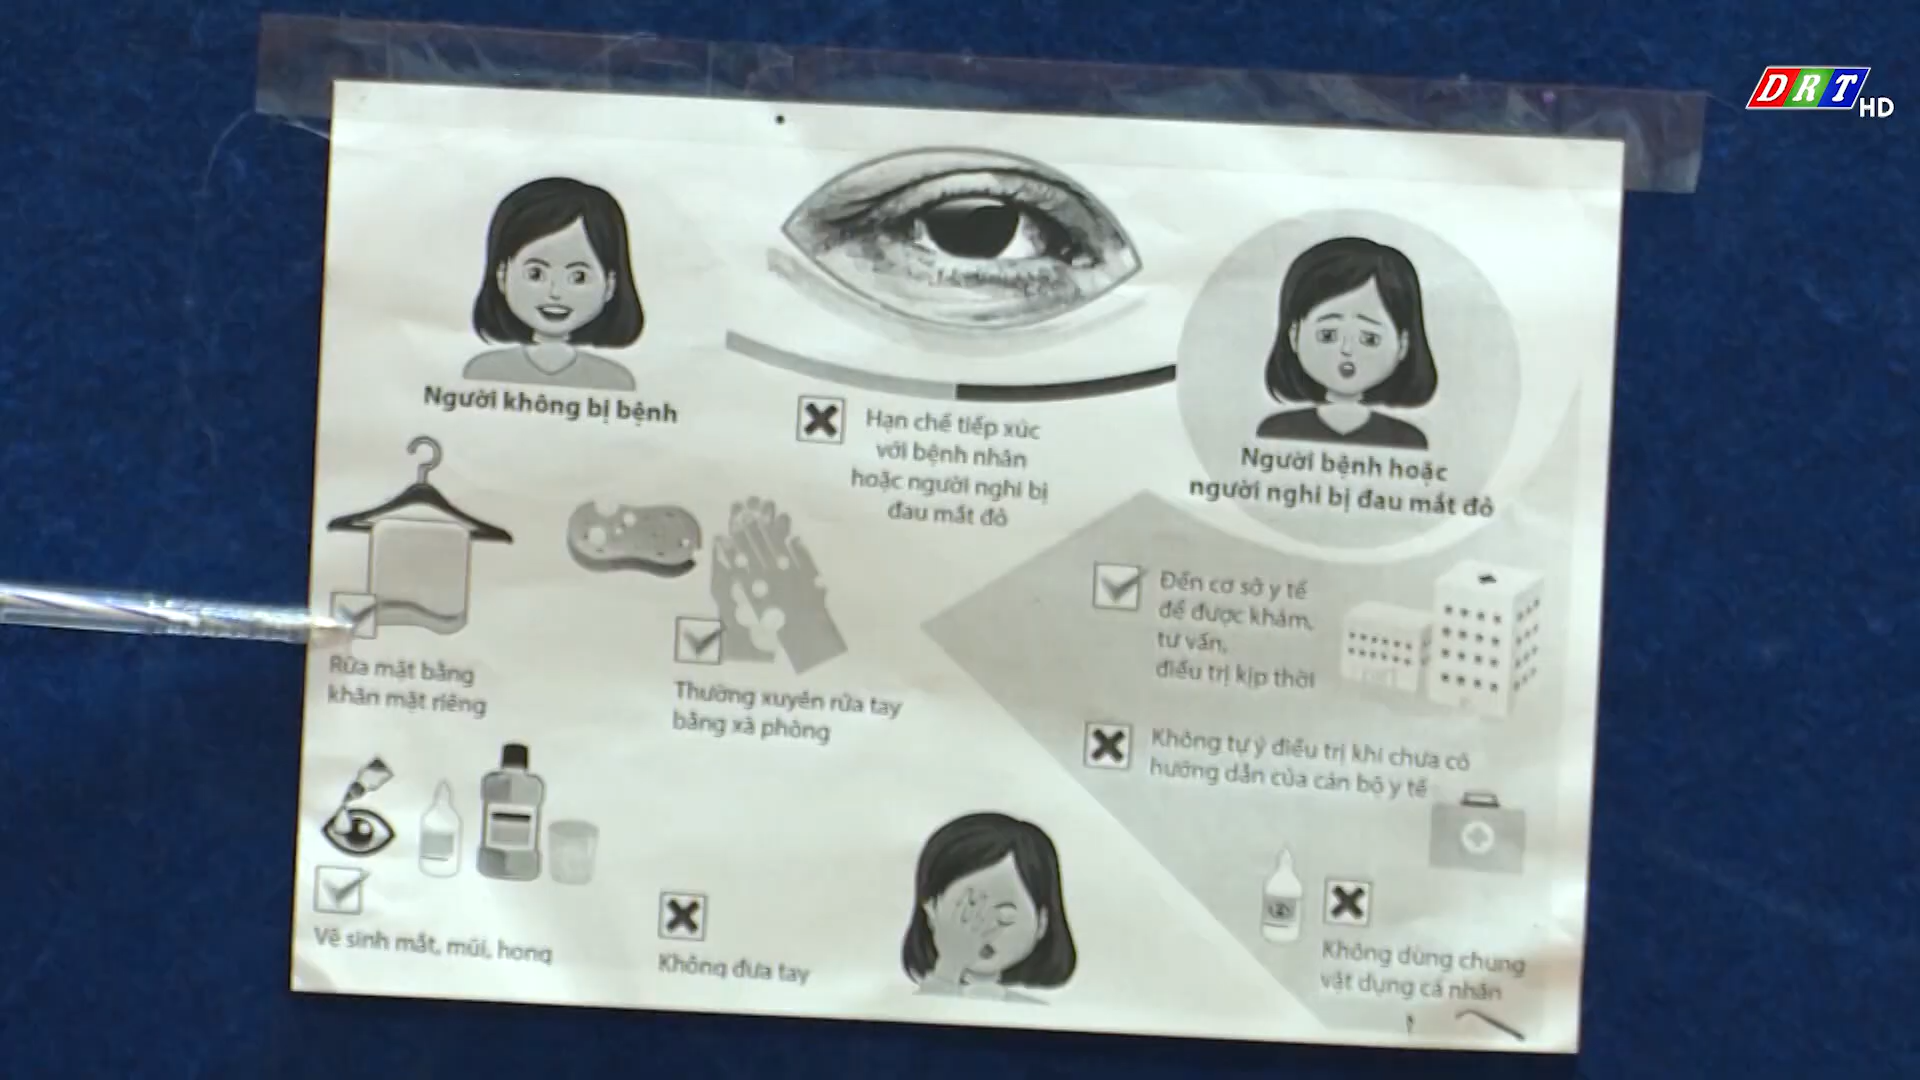 DRT HD
Người không bị bệnh
Hạn chế tiếp xúc
với bệnh nhân
hoặc người nghi bị
đau mắt đỏ
Người bệnh hoặc
người nghi bị đau mắt đỏ
Rửa mặt bằng
khăn mặt riêng
Thường xuyên rửa tay
bằng xà phòng
Đến cơ sở y tế
để được khám,
tư vấn,
điều trị kịp thời
Không tự ý điều trị khi chưa có
hướng dẫn của cán bộ y tế
Vệ sinh mắt, mũi, họng
Không đưa tay
Không dùng chung
vật dụng cá nhân